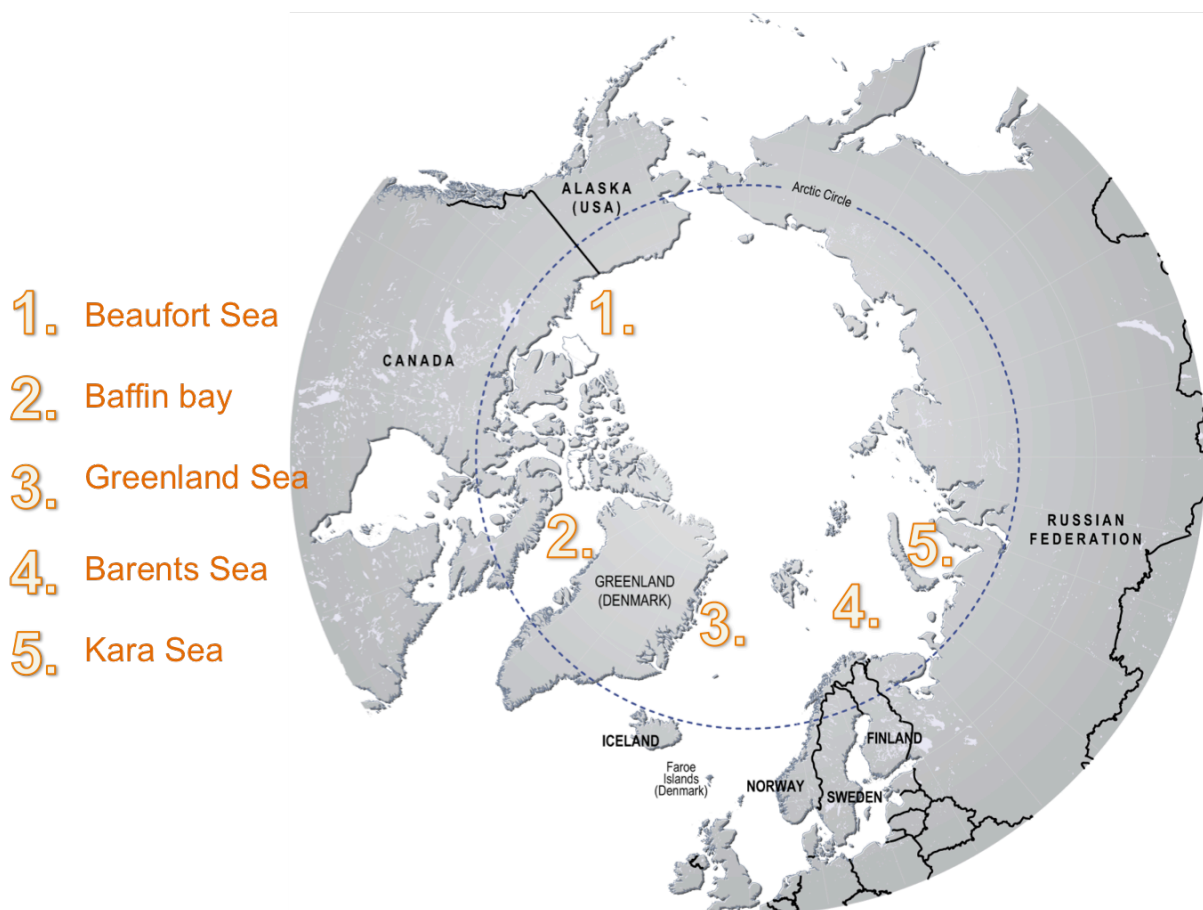 1. Beaufort Sea
2. Baffin bay
3. Greenland Sea
4. Barents Sea
5. Kara Sea
ALASKA
(USA)
Arctic Circle
1.
CANADA
2.
5.
RUSSIAN
FEDERATION
GREENLAND
(DENMARK)
3.
4.
ICELAND
FINLAND
Faroe
Islands
(Denmark)
NORWAY
SWEDEN